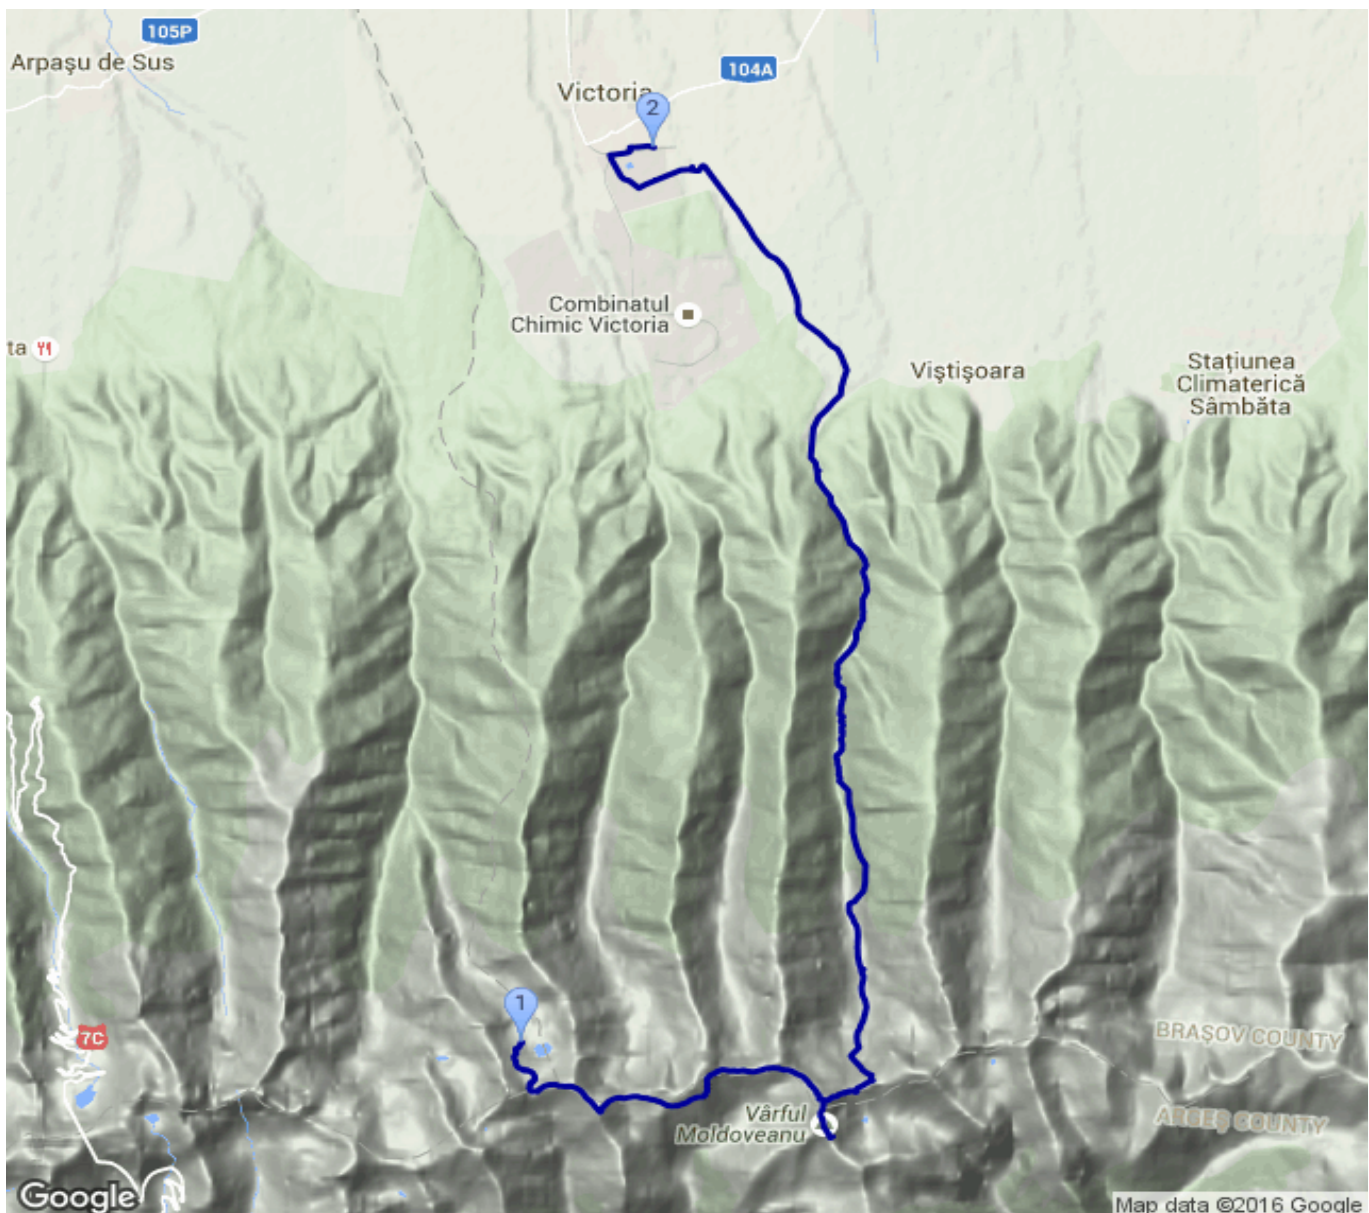 105P
Arpaşu de Sus
104A
Victoria
2
Combinatul
Chimic Victoria
ta
Viştişoara
Staţiunea
Climaterică
Sâmbăta
1
7C
BRAŞOV COUNTY
Vârful
Moldoveanu
ARGEŞ COUNTY
Google
Map data ©2016 Google